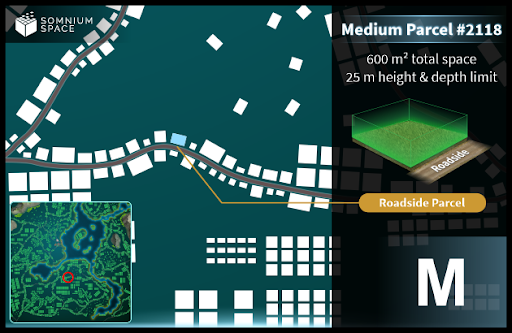 SOMNIUM
SPACE
Medium Parcel #2118
600 m² total space
25 m height & depth limit
Roadside
Roadside Parcel
M